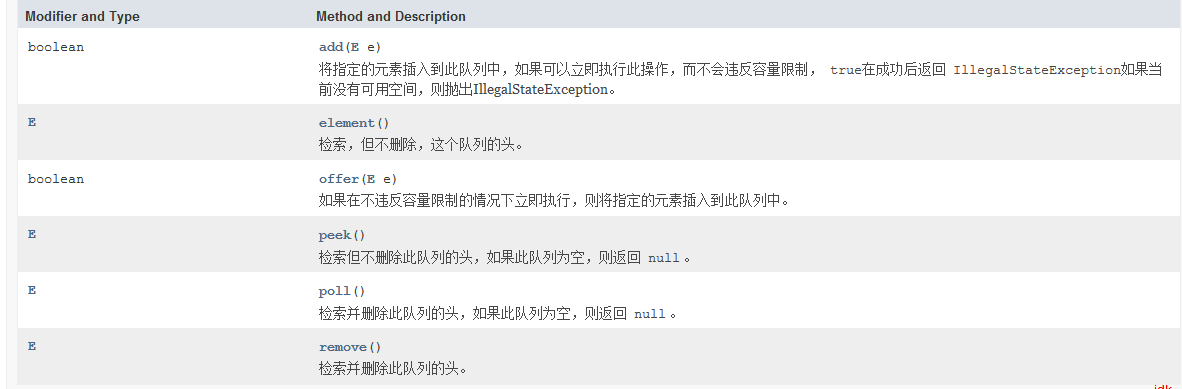 Modifier and Type Method and Description
boolean add(E e)
将指定的元素插入到此队列中，如果可以立即执行此操作，而不会违反容量限制， true在成功后返回 IllegalStateException如果当
前没有可用空间，则抛出IllegalStateException。
E element()
检索，但不删除，这个队列的头。
boolean offer(E e)
如果在不违反容量限制的情况下立即执行，则将指定的元素插入到此队列中。
E peek()
检索但不删除此队列的头，如果此队列为空，则返回 null 。
E poll()
检索并删除此队列的头，如果此队列为空，则返回 null 。
E remove()
检索并删除此队列的头。